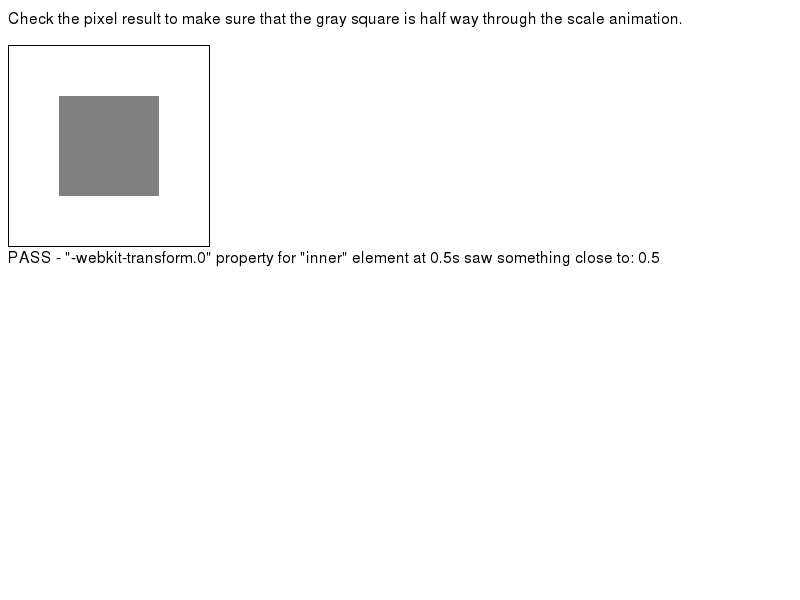 Check the pixel result to make sure that the gray square is half way through the scale animation.
PASS - "-webkit-transform.0" property for "inner" element at 0.5s saw something close to: 0.5